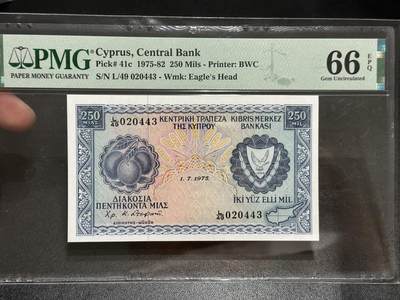 PMG
PAPER MONEY GUARANTY
Cyprus, Central Bank
Pick# 41c 1975-82 250 Mils - Printer: BWC
S/N L/49 020443 - Wmk: Eagle's Head
66 EPQ
Gem Uncirculated
250
L/49 020443
ΚΕΝΤΡΙΚΗ ΤΡΑΠΕΖΑ
ΤΗΣ ΚΥΠΡΟΥ
KIBRIS MERKEZ
BANKASI
250
1.7.1975.
ΔΙΑΚΟΣΙΑ
ΠΕΝΤΗΚΟΝΤΑ ΜΙΛΣ
İKİ YÜZ ELLİ MİL
L/49 020443